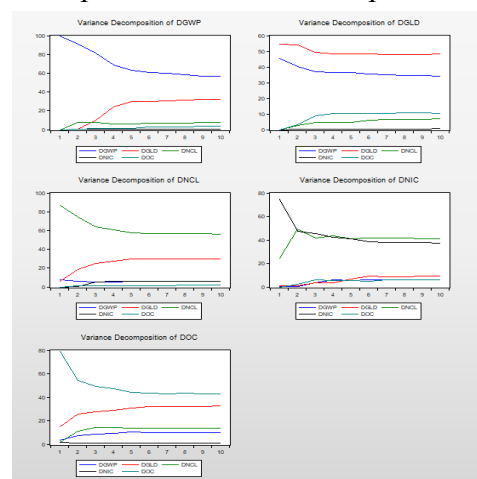 Variance Decomposition of DGWP
100
80
60
40
20
0
1 2 3 4 5 6 7 8 9 10
DGWP DGLD DNCL
DNIC DOC
Variance Decomposition of DGLD
60
50
40
30
20
10
0
1 2 3 4 5 6 7 8 9 10
DGWP DGLD DNCL
DNIC DOC
Variance Decomposition of DNCL
100
80
60
40
20
0
1 2 3 4 5 6 7 8 9 10
DGWP DGLD DNCL
DNIC DOC
Variance Decomposition of DNIC
80
60
40
20
0
1 2 3 4 5 6 7 8 9 10
DGWP DGLD DNCL
DNIC DOC
Variance Decomposition of DOC
80
60
40
20
0
1 2 3 4 5 6 7 8 9 10
DGWP DGLD DNCL
DNIC DOC